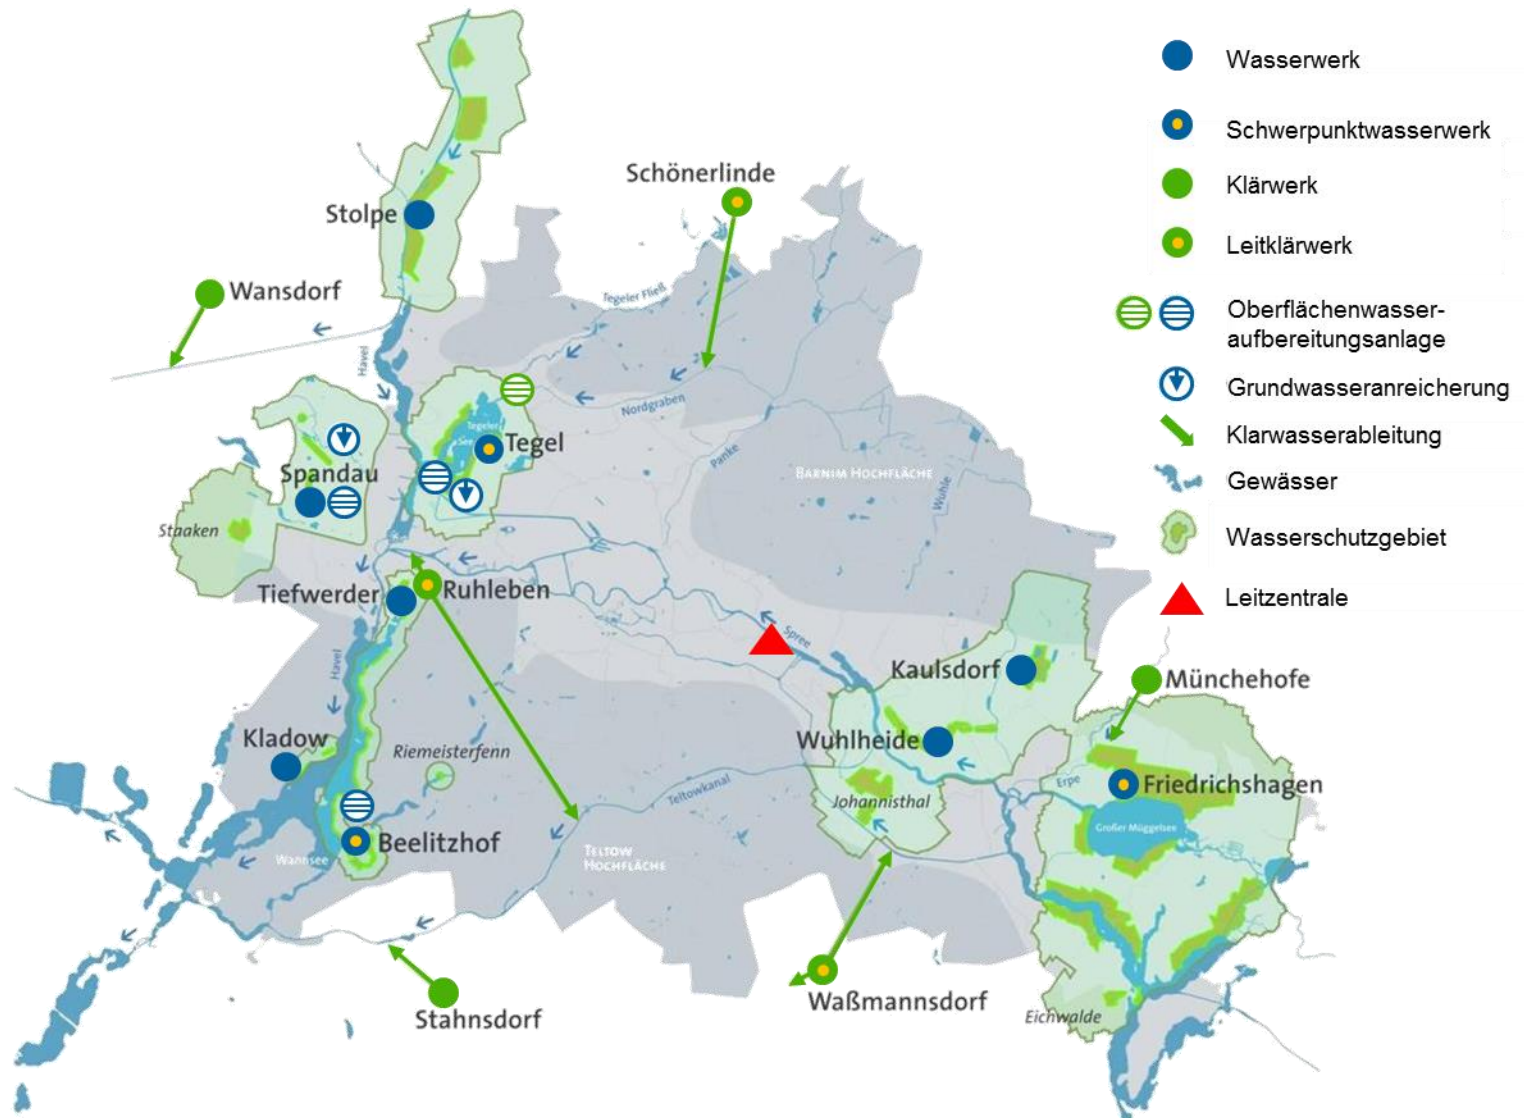 Wasserwerk
Schwerpunktwasserwerk
Klärwerk
Leitklärwerk
Oberflächenwasser-
aufbereitungsanlage
Grundwasseranreicherung
Klarwasserableitung
Gewässer
Wasserschutzgebiet
Leitzentrale
Schönerlinde
Stolpe
Wansdorf
Tegeler Fließ
Havel
Nordgraben
Tegeler
See
Tegel
Panke
BARNIM HOCHFLÄCHE
Wuhle
Spandau
Staaken
Tiefwerder
Ruhleben
Spree
Havel
Kaulsdorf
Münchehofe
Kladow
Riemeisterfenn
Wuhlheide
Erpe
Friedrichshagen
Teltowkanal
Johannisthal
Großer Müggelsee
Beelitzhof
Wannsee
TELTOW
HOCHFLÄCHE
Waßmannsdorf
Stahnsdorf
Eichwalde